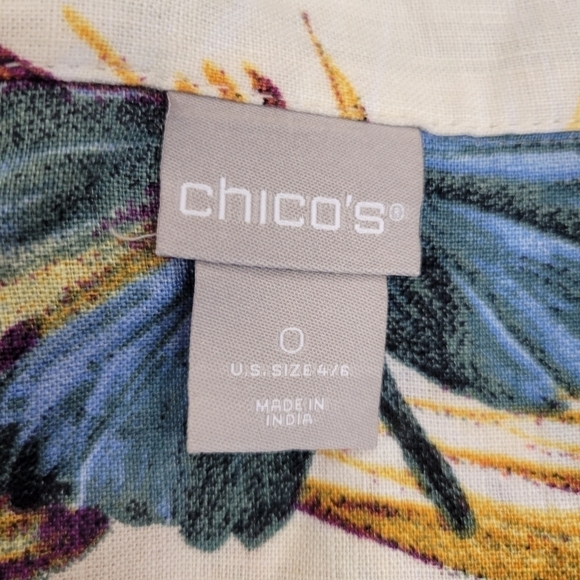 chico's®
0
U.S. SIZE 4/6
MADE IN
INDIA